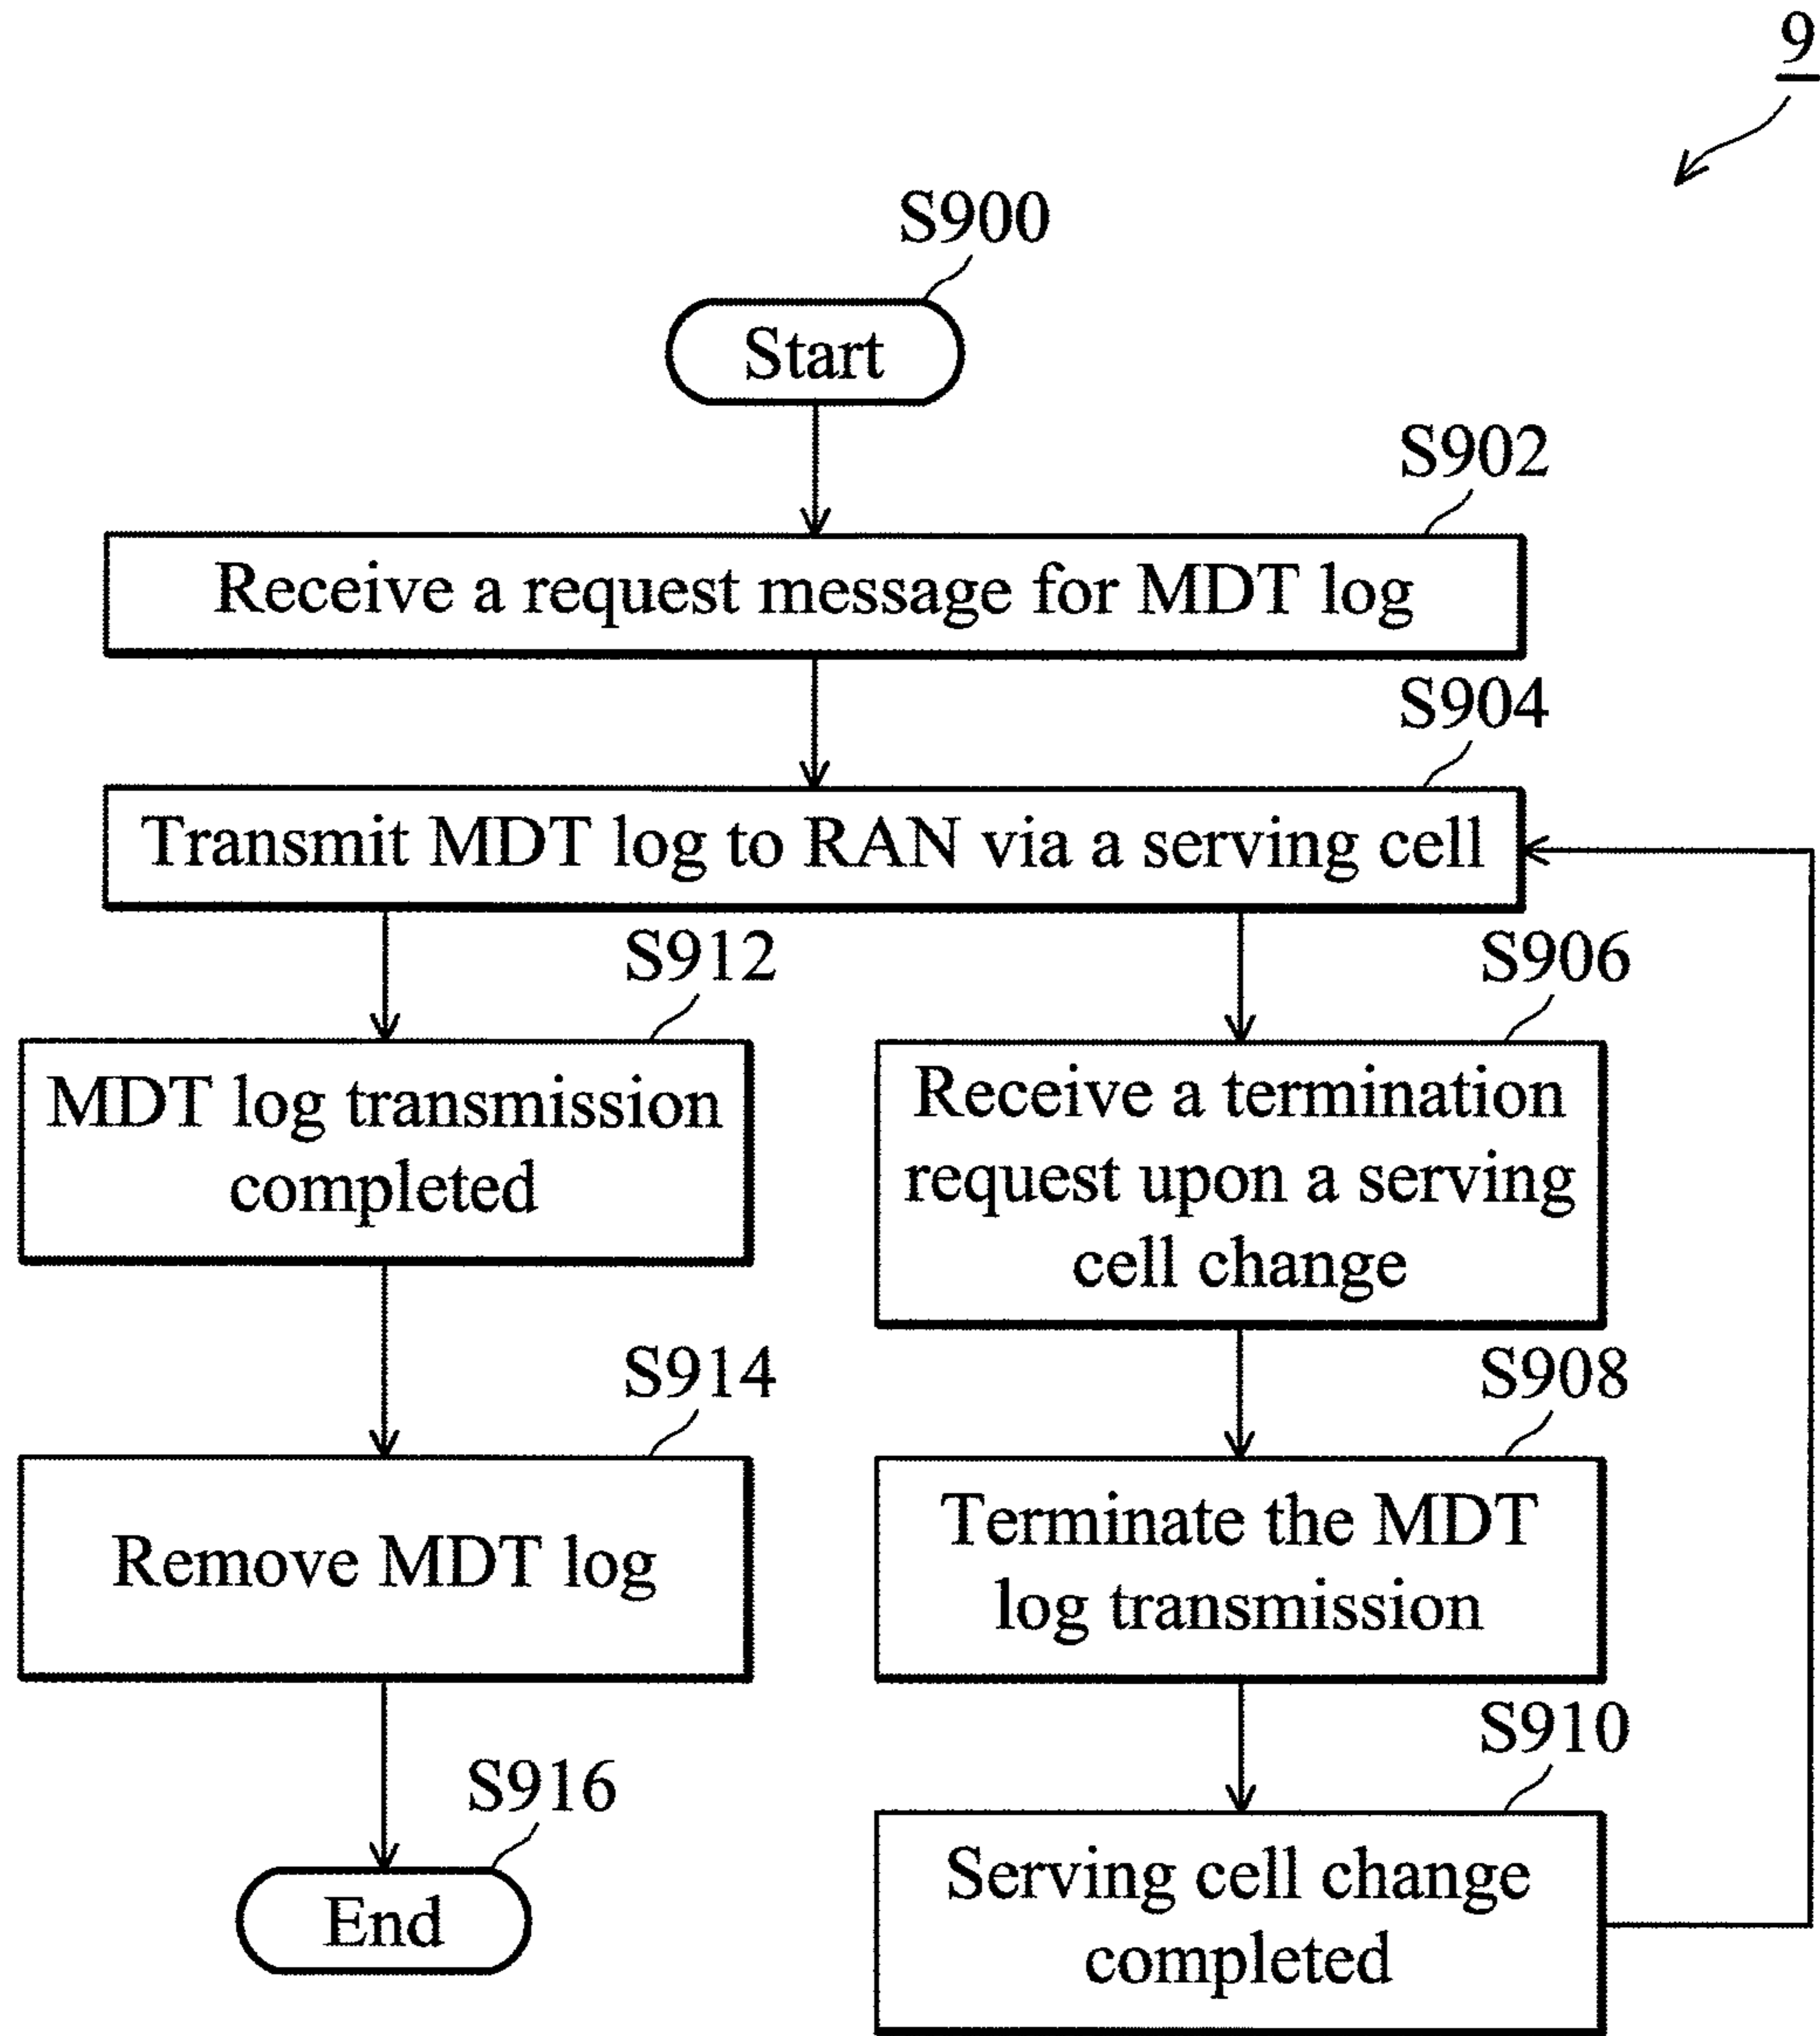 9
S900
Start
S902
Receive a request message for MDT log
S904
Transmit MDT log to RAN via a serving cell
S912
MDT log transmission
completed
S906
Receive a termination
request upon a serving
cell change
S914
Remove MDT log
S908
Terminate the MDT
log transmission
S916
End
S910
Serving cell change
completed